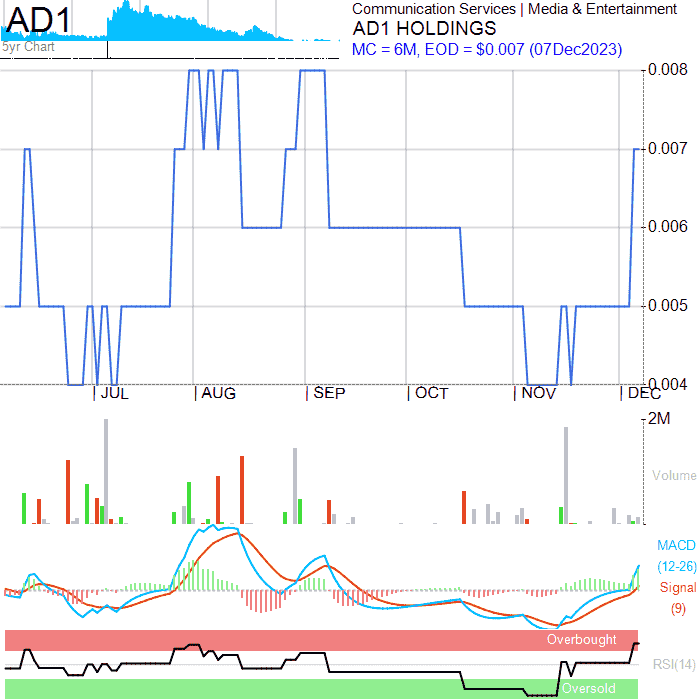 AD1
5yr Chart
Communication Services | Media & Entertainment
AD1 HOLDINGS
MC = 6M, EOD = $0.007 (07Dec2023)
0.008
0.007
0.006
0.005
0.004
JUL AUG SEP OCT NOV DEC
2M
Volume
MACD
(12-26)
Signal
(9)
Overbought
RSI(14)
Oversold